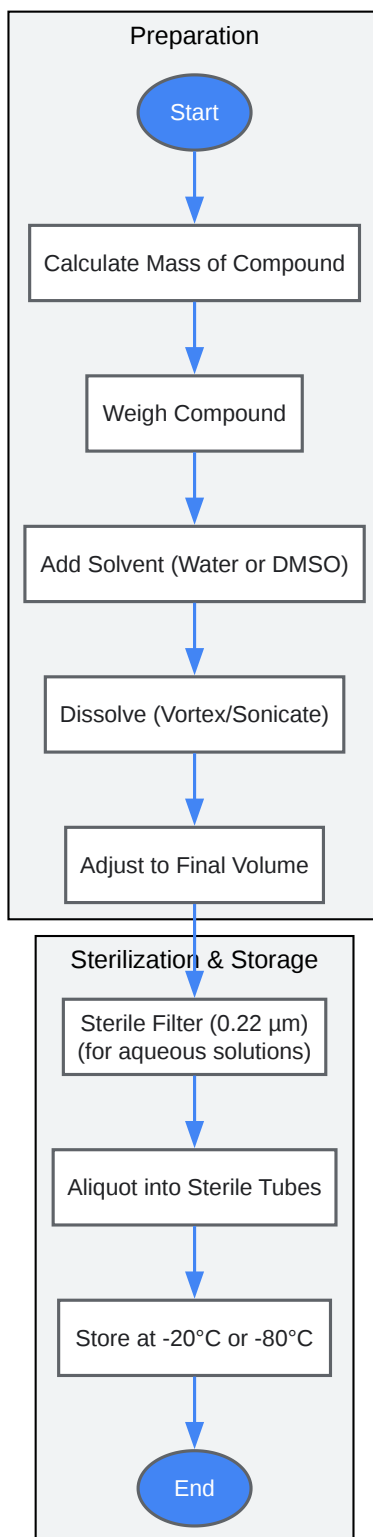 Preparation
Start
Calculate Mass of Compound
Weigh Compound
Add Solvent (Water or DMSO)
Dissolve (Vortex/Sonicate)
Adjust to Final Volume
Sterilization & Storage
Sterile Filter (0.22 µm)
(for aqueous solutions)
Aliquot into Sterile Tubes
Store at -20°C or -80°C
End